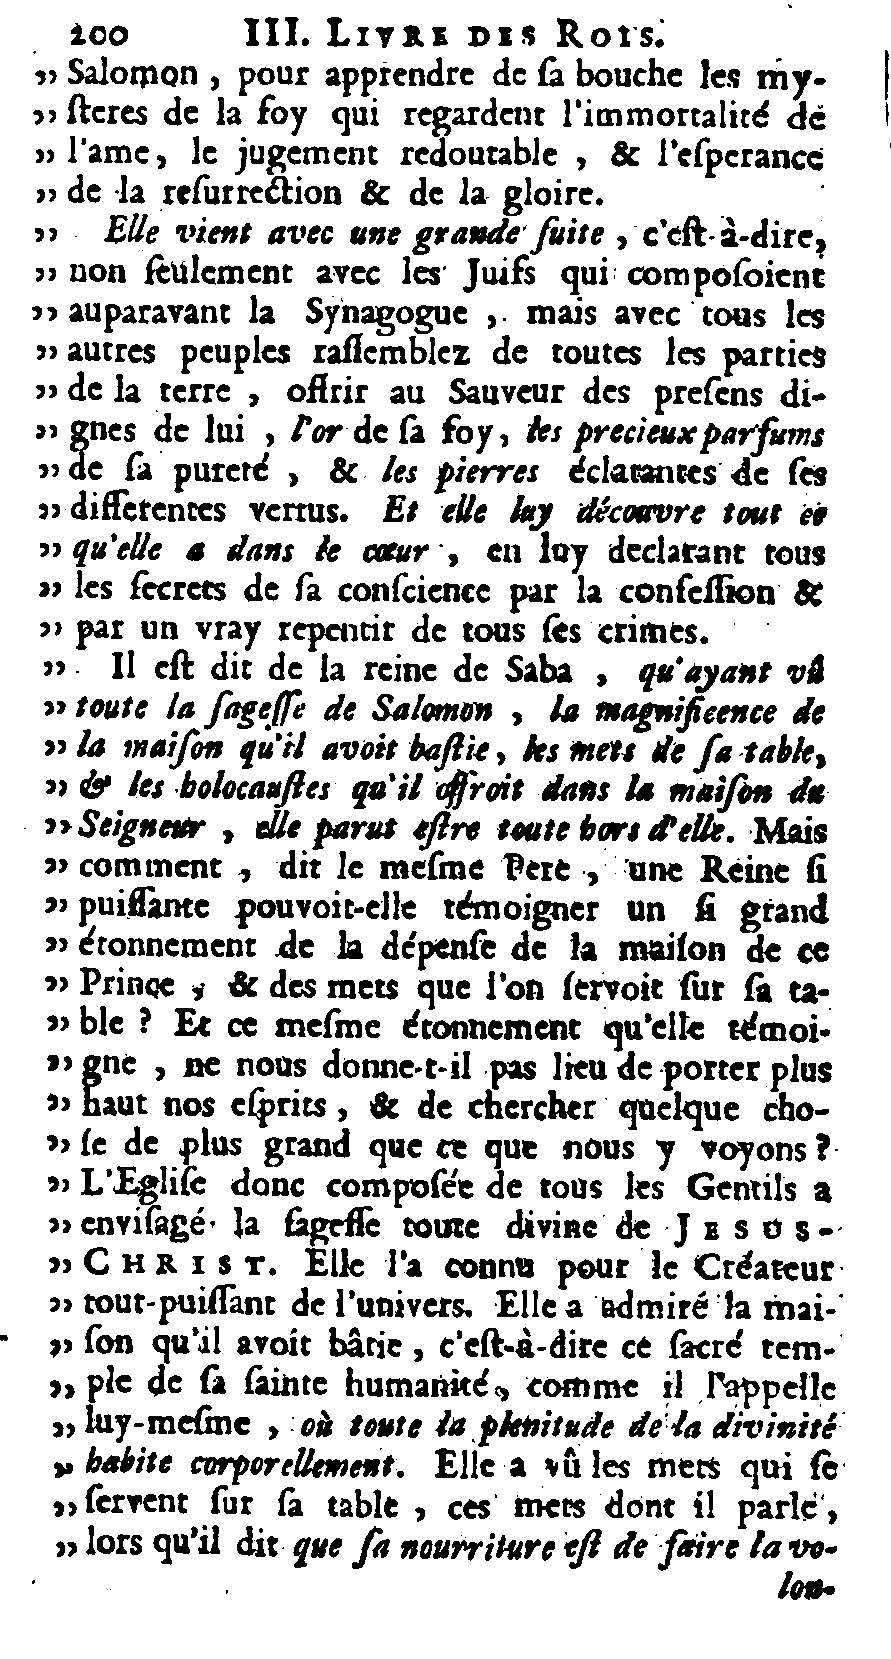 200 III. LIVRE DES ROIS.
„ Salomon, pour apprendre de ſa bouche les my-
„ ſteres de la foy qui regardent l'immortalité de
„ l'ame, le jugement redoutable, & l'eſperance
„ de la reſurrection & de la gloire.
„ Elle vient avec une grande ſuite, c'eſt-à-dire,
„ non ſeulement avec les Juifs qui compoſoient
„ auparavant la Synagogue, mais avec tous les
„ autres peuples raſſemblez de toutes les parties
„ de la terre, offrir au Sauveur des preſens di-
„ gnes de lui, l'or de ſa foy, les precieux parfums
„ de ſa pureté, & les pierres éclatantes de ſes
„ differentes vertus. Et elle luy découvre tout ce
„ qu'elle a dans le cœur, en luy declarant tous
„ les ſecrets de ſa conſcience par la confeſſion &
„ par un vray repentir de tous ſes crimes.
„ Il eſt dit de la reine de Saba, qu'ayant vû
„ toute la ſageſſe de Salomon, la magnificence de
„ la maiſon qu'il avoit baſtie, les mets de ſa table,
„ & les holocauſtes qu'il offroit dans la maiſon du
„ Seigneur, elle parut eſtre toute hors d'elle. Mais
„ comment, dit le meſme Pere, une Reine ſi
„ puiſſante pouvoit-elle témoigner un ſi grand
„ étonnement de la dépenſe de la maiſon de ce
„ Prince, & des mets que l'on ſervoit ſur ſa ta-
„ ble ? Et ce meſme étonnement qu'elle témoi-
„ gne, ne nous donne-t-il pas lieu de porter plus
„ haut nos eſprits, & de chercher quelque cho-
„ ſe de plus grand que ce que nous y voyons ?
„ L'Egliſe donc compoſée de tous les Gentils a
„ enviſagé la ſageſſe toute divine de JESUS-
„ CHRIST. Elle l'a connu pour le Créateur
„ tout-puiſſant de l'univers. Elle a admiré la mai-
„ ſon qu'il avoit bâtie, c'eſt-à-dire ce ſacré tem-
„ ple de ſa ſainte humanité, comme il l'appelle
„ luy-meſme, où toute la plenitude de la divinité
„ habite corporellement. Elle a vû les mets qui ſe
„ ſervent ſur ſa table, ces mets dont il parle,
„ lors qu'il dit que ſa nourriture eſt de faire la vo-
lon-